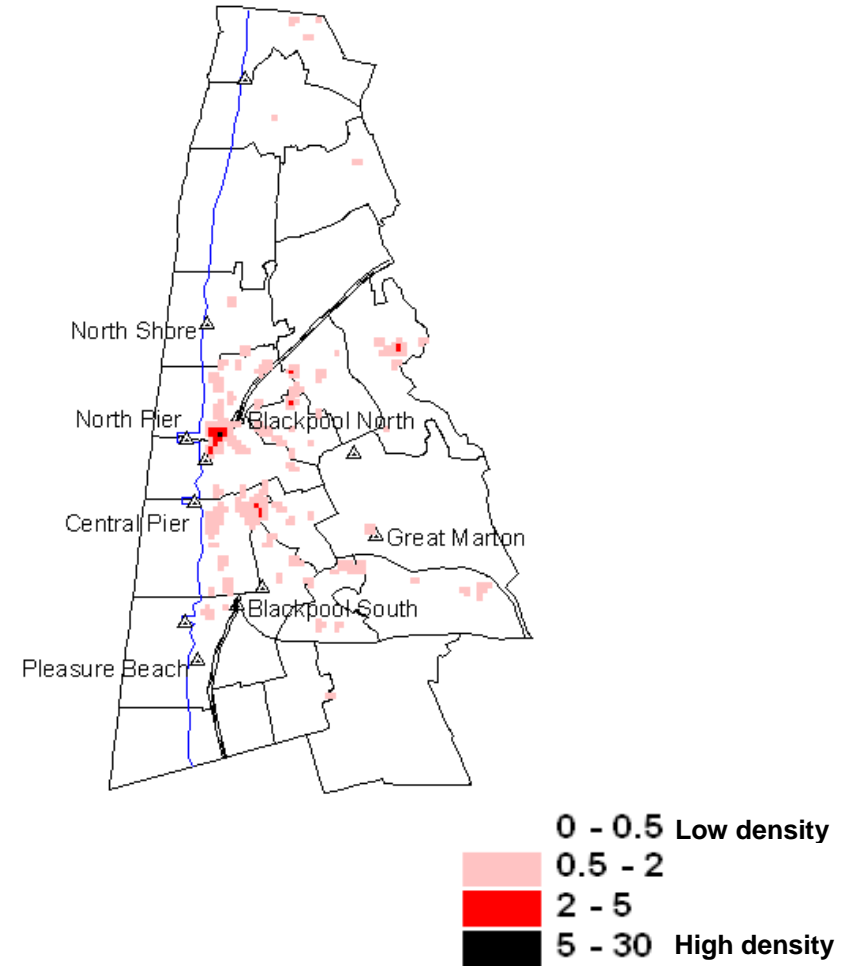 North Shore
North Pier
Blackpool North
Central Pier
Great Marton
Blackpool South
Pleasure Beach
0 - 0.5 Low density
0.5 - 2
2 - 5
5 - 30 High density